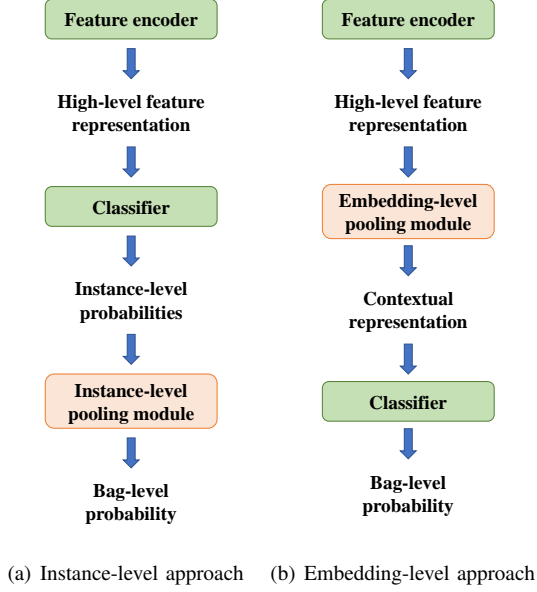 Feature encoder
High-level feature
representation
Classifier
Instance-level
probabilities
Instance-level
pooling module
Bag-level
probability
(a) Instance-level approach
Feature encoder
High-level feature
representation
Embedding-level
pooling module
Contextual
representation
Classifier
Bag-level
probability
(b) Embedding-level approach